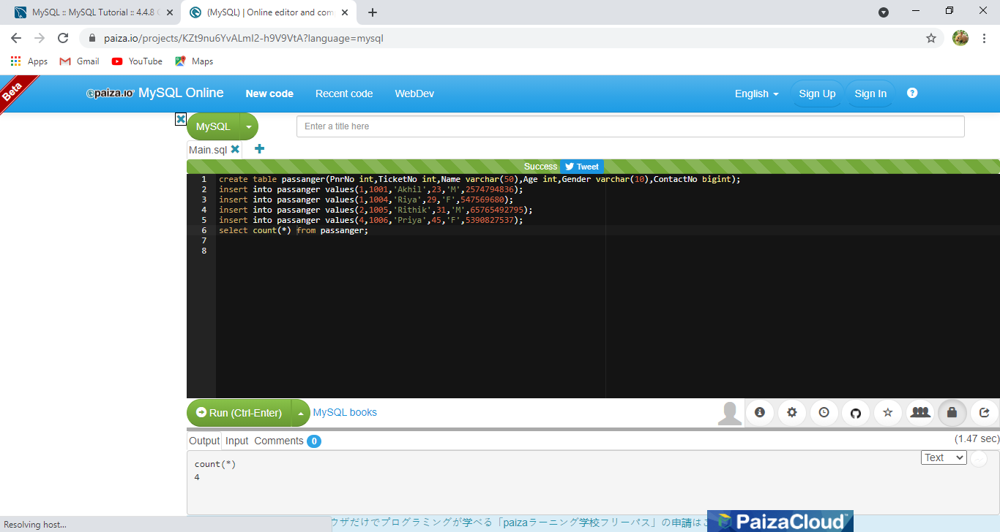 MySQL :: MySQL Tutorial :: 4.4.8
(MySQL) | Online editor and com
paiza.io/projects/KZt9nu6YvALmI2-h9V9VtA?language=mysql
Apps Gmail YouTube Maps
Beta
paiza.io MySQL Online New code Recent code WebDev English Sign Up Sign In ?
MySQL Enter a title here
Main.sql
Success Tweet
1 create table passanger(PnrNo int,TicketNo int,Name varchar(50),Age int,Gender varchar(10),ContactNo bigint);
2 insert into passanger values(1,1001,'Akhil',23,'M',2574794836);
3 insert into passanger values(1,1004,'Riya',29,'F',547569680);
4 insert into passanger values(2,1005,'Rithik',31,'M',65765492795);
5 insert into passanger values(4,1006,'Priya',45,'F',5390827537);
6 select count(*) from passanger;
7
8
Run (Ctrl-Enter) MySQL books
Output Input Comments 0 (1.47 sec)
Text
count(*)
4
Resolving host...
ウザだけでプログラミングが学べる「paizaラーニング学校フリーパス」の申請は
PaizaCloud